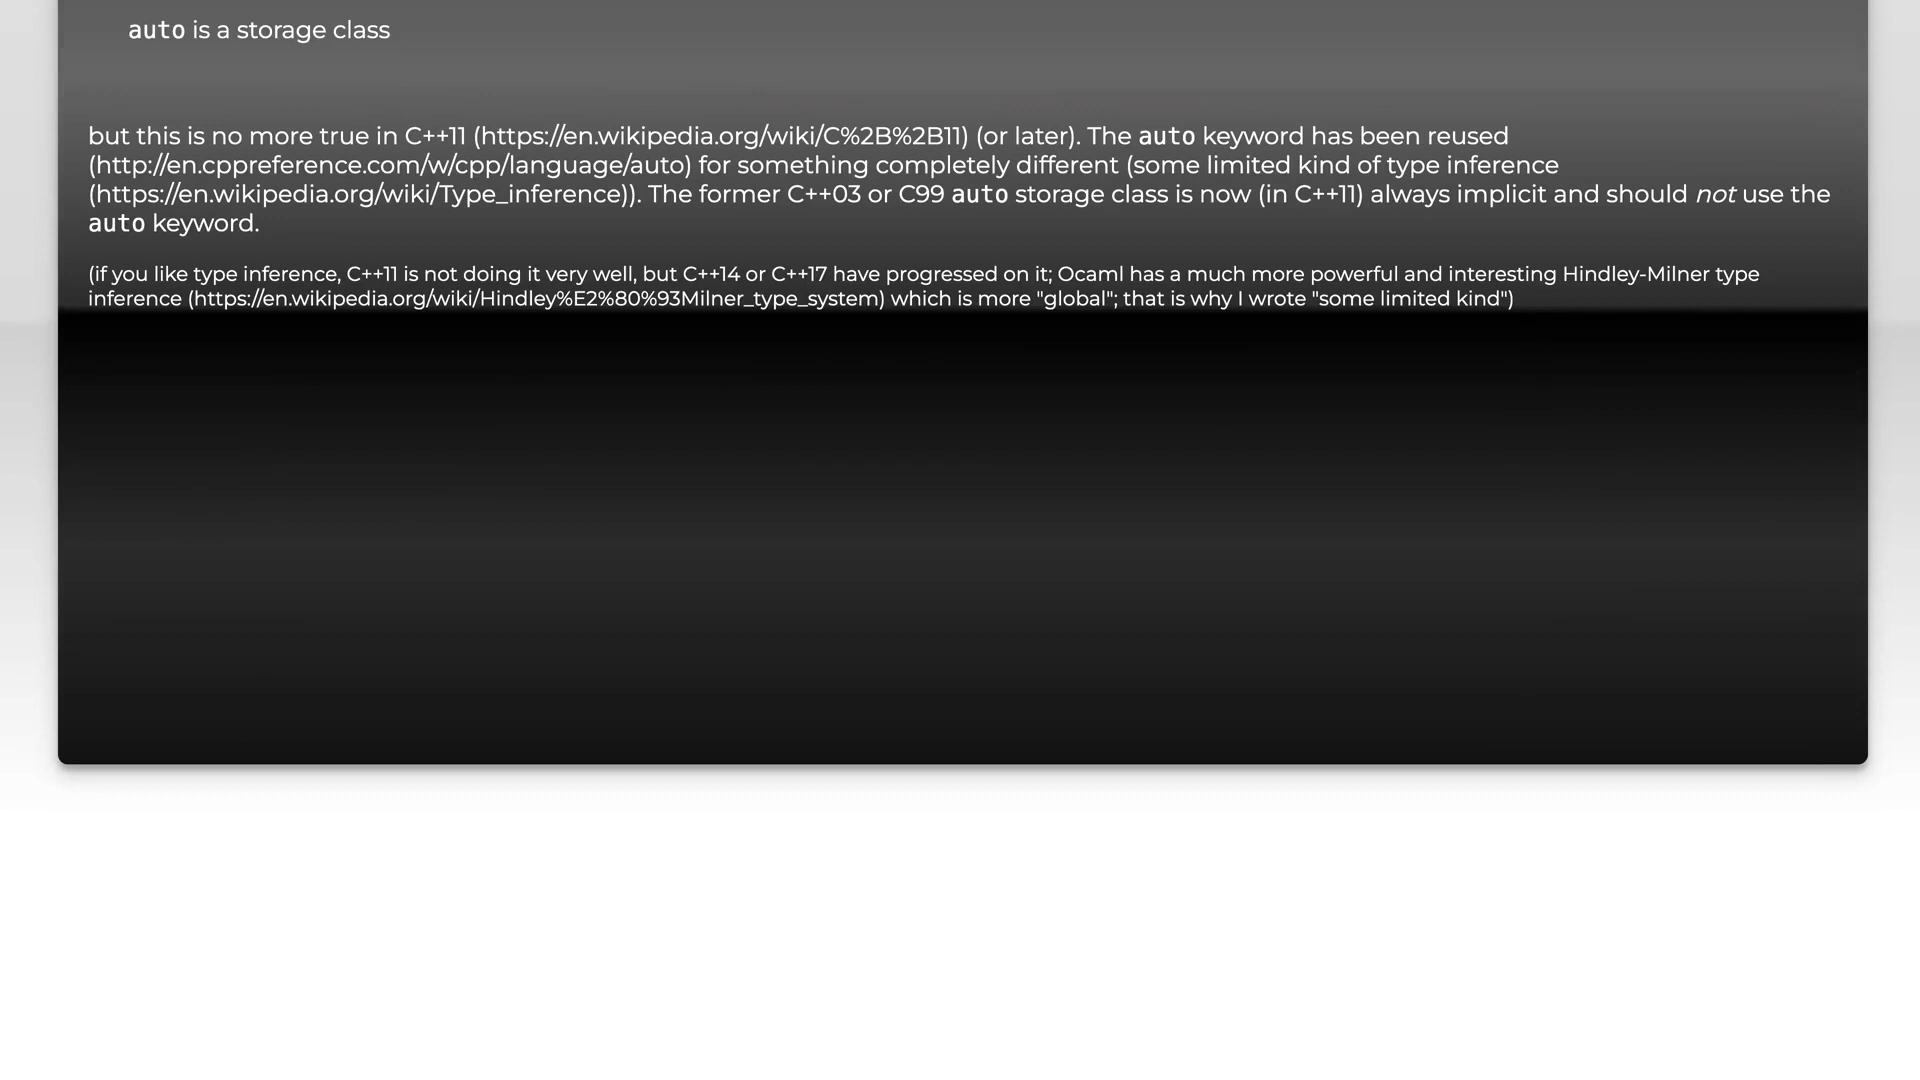 auto is a storage class
but this is no more true in C++11 (https://en.wikipedia.org/wiki/C%2B%2B11) (or later). The auto keyword has been reused
(http://en.cppreference.com/w/cpp/language/auto) for something completely different (some limited kind of type inference
(https://en.wikipedia.org/wiki/Type_inference)). The former C++03 or C99 auto storage class is now (in C++11) always implicit and should not use the
auto keyword.
(if you like type inference, C++11 is not doing it very well, but C++14 or C++17 have progressed on it; Ocaml has a much more powerful and interesting Hindley-Milner type
inference (https://en.wikipedia.org/wiki/Hindley%E2%80%93Milner_type_system) which is more "global"; that is why I wrote "some limited kind")